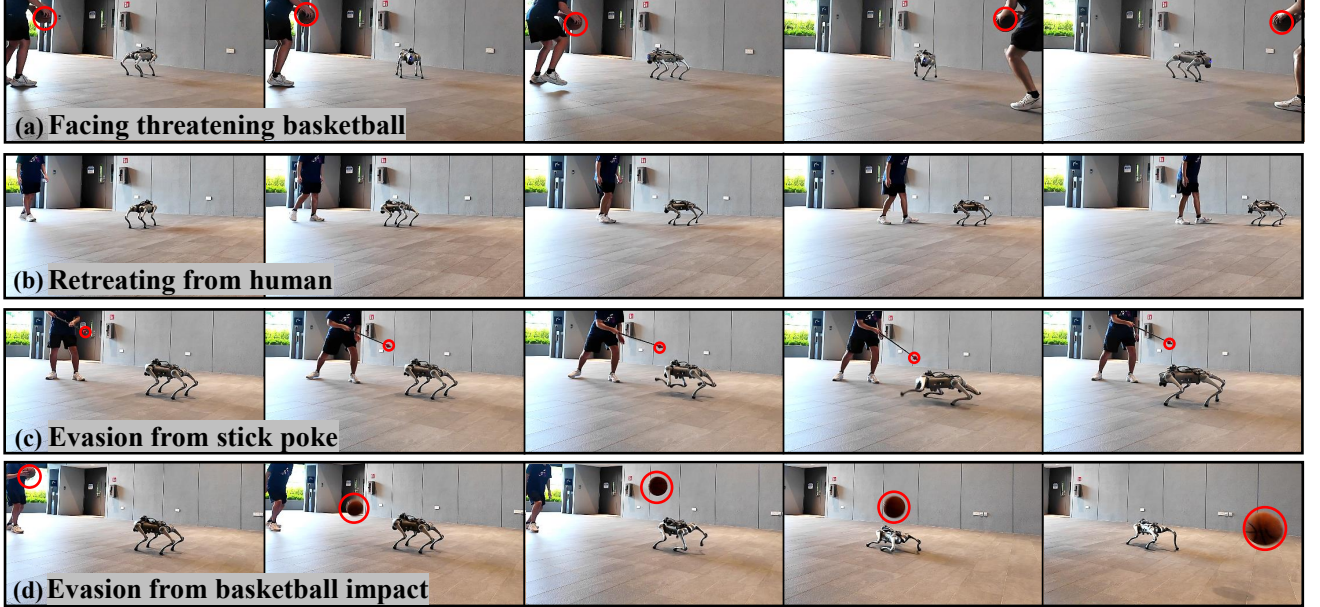 (a) Facing threatening basketball
(b) Retreating from human
(c) Evasion from stick poke
(d) Evasion from basketball impact